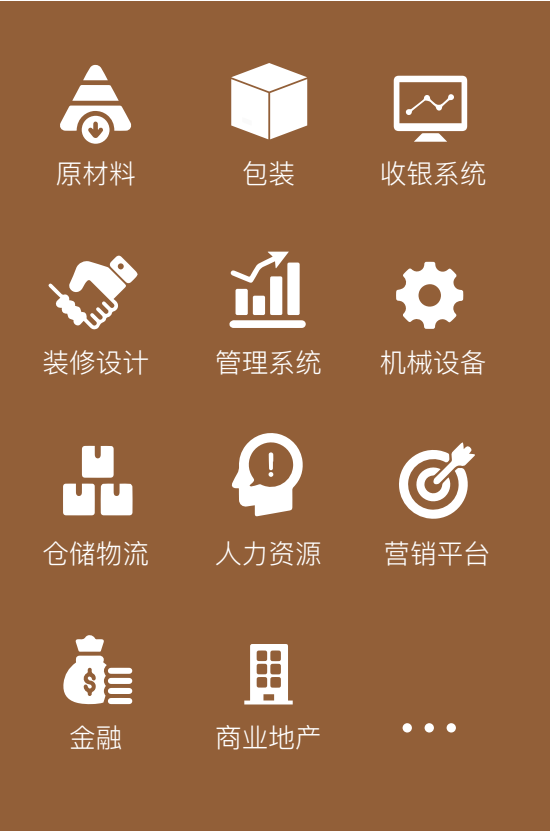 原材料
包装
收银系统
装修设计
管理系统
机械设备
仓储物流
人力资源
营销平台
金融
商业地产